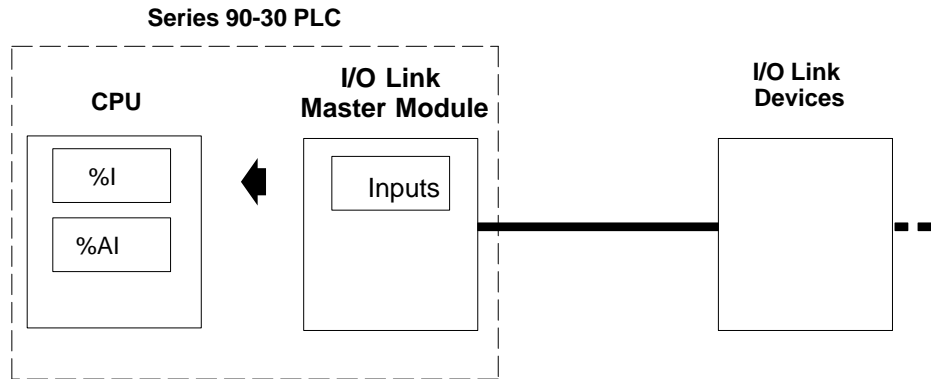 Series 90-30 PLC
CPU
I/O Link
Master Module
I/O Link
Devices
%I
Inputs
%AI